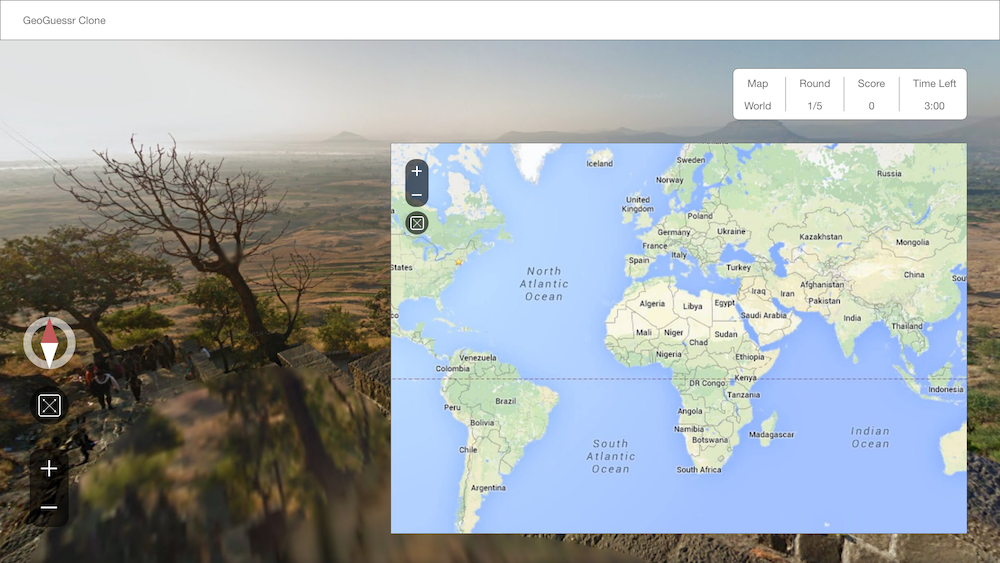 GeoGuessr Clone
Map Round Score Time Left
World 1/5 0 3:00
+
−
Iceland
Sweden
Russia
Norway
United
Kingdom
Poland
Germany
Ukraine
Kazakhstan
Mongolia
France
Italy
Spain
States
North
Atlantic
Ocean
Turkey
China
Sou
Afghanistan
Iraq
Iran
Pakistan
Algeria
Libya
Egypt
Saudi Arabia
India
co
Mali
Niger
Chad
Sudan
Thailand
Nigeria
Ethiopia
Venezuela
Colombia
Kenya
DR Congo
Indonesia
Tanzania
Peru
Brazil
Angola
Bolivia
Namibia
Botswana
Madagascar
Indian
Ocean
Chile
South
Atlantic
Ocean
South Africa
Argentina
+
−